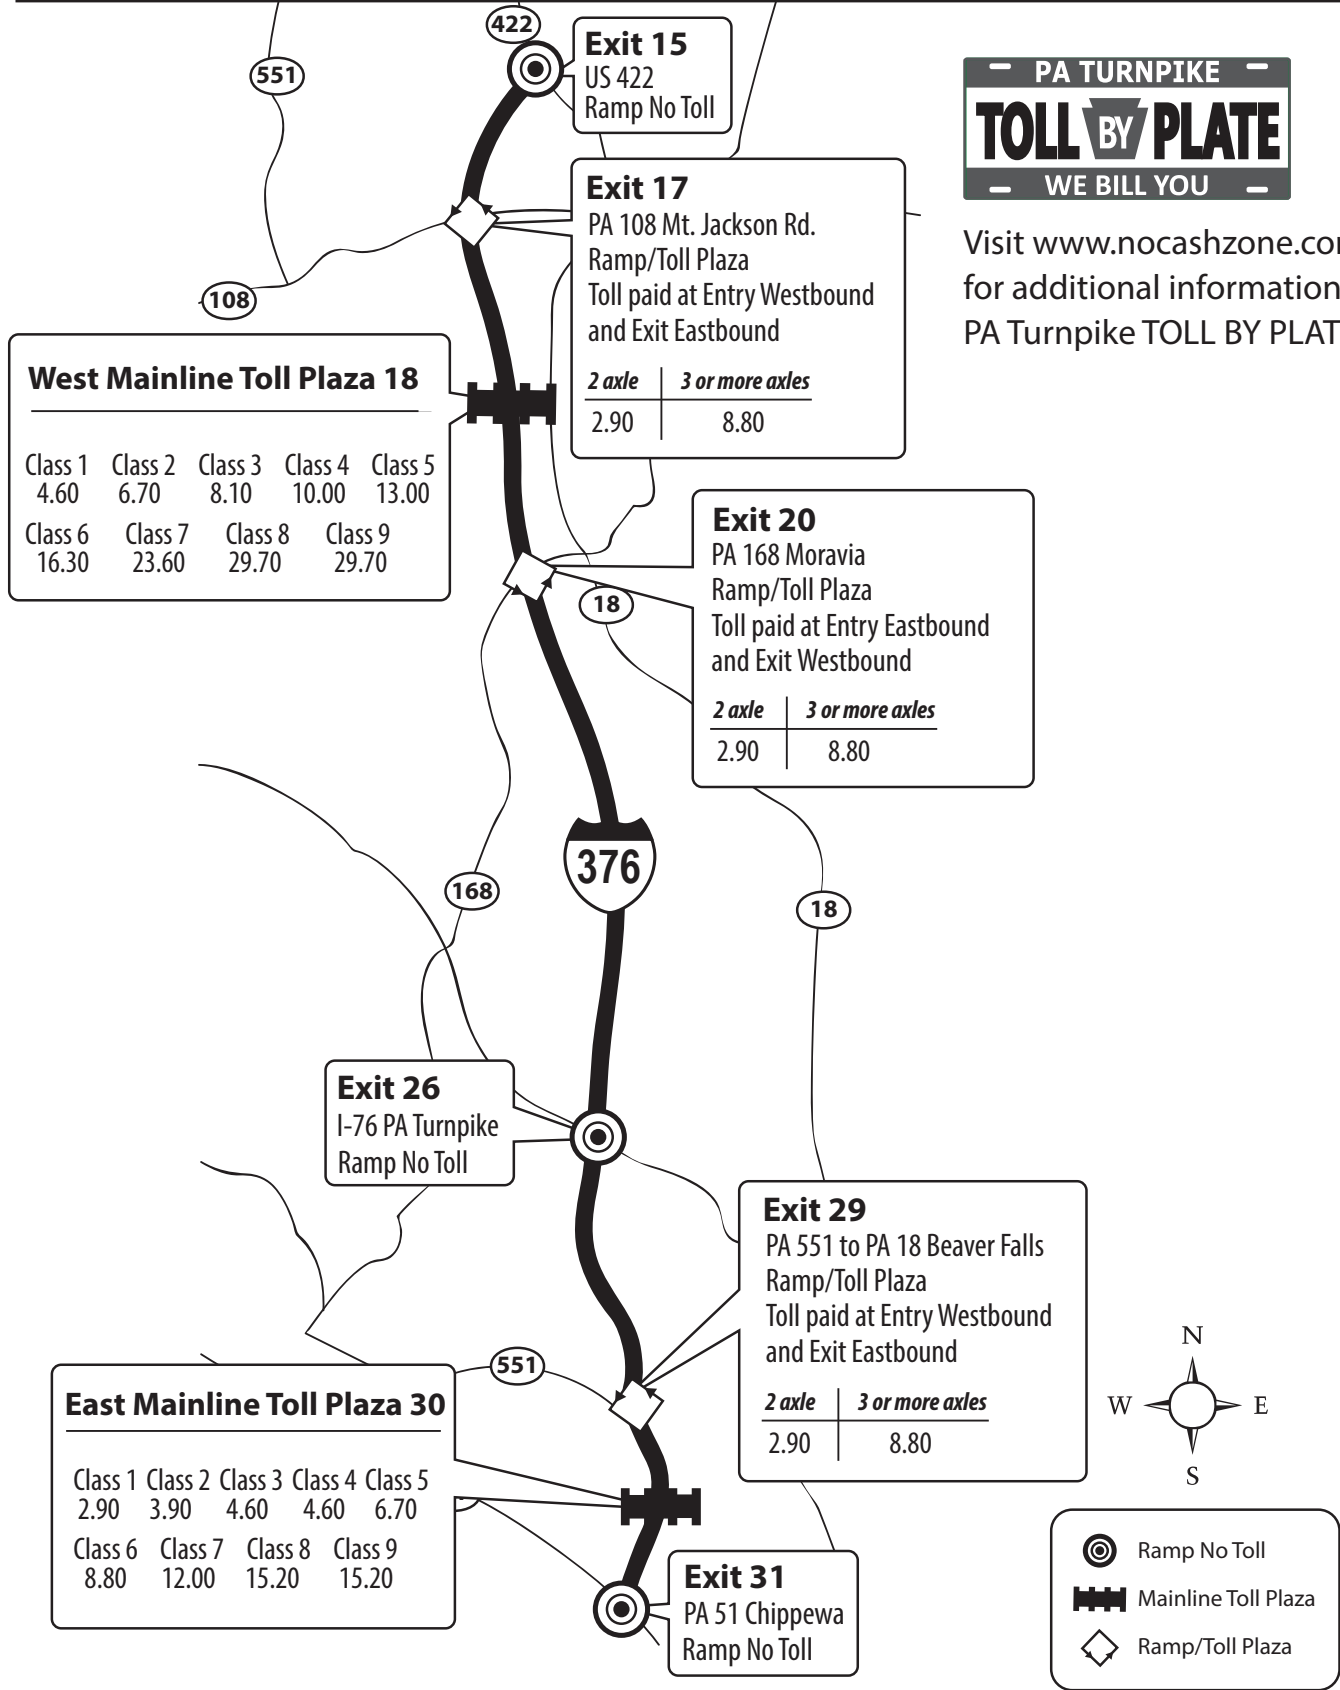 422
Exit 15
US 422
Ramp No Toll
551
PA TURNPIKE
TOLL BY PLATE
WE BILL YOU
Visit www.nocashzone.co
for additional information
PA Turnpike TOLL BY PLAT
Exit 17
PA 108 Mt. Jackson Rd.
Ramp/Toll Plaza
Toll paid at Entry Westbound
and Exit Eastbound
2 axle 3 or more axles
2.90 8.80
108
West Mainline Toll Plaza 18
Class 1 Class 2 Class 3 Class 4 Class 5
4.60 6.70 8.10 10.00 13.00
Class 6 Class 7 Class 8 Class 9
16.30 23.60 29.70 29.70
Exit 20
PA 168 Moravia
Ramp/Toll Plaza
Toll paid at Entry Eastbound
and Exit Westbound
2 axle 3 or more axles
2.90 8.80
18
376
168
18
Exit 26
I-76 PA Turnpike
Ramp No Toll
Exit 29
PA 551 to PA 18 Beaver Falls
Ramp/Toll Plaza
Toll paid at Entry Westbound
and Exit Eastbound
2 axle 3 or more axles
2.90 8.80
551
East Mainline Toll Plaza 30
Class 1 Class 2 Class 3 Class 4 Class 5
2.90 3.90 4.60 4.60 6.70
Class 6 Class 7 Class 8 Class 9
8.80 12.00 15.20 15.20
Exit 31
PA 51 Chippewa
Ramp No Toll
N
W E
S
Ramp No Toll
Mainline Toll Plaza
Ramp/Toll Plaza